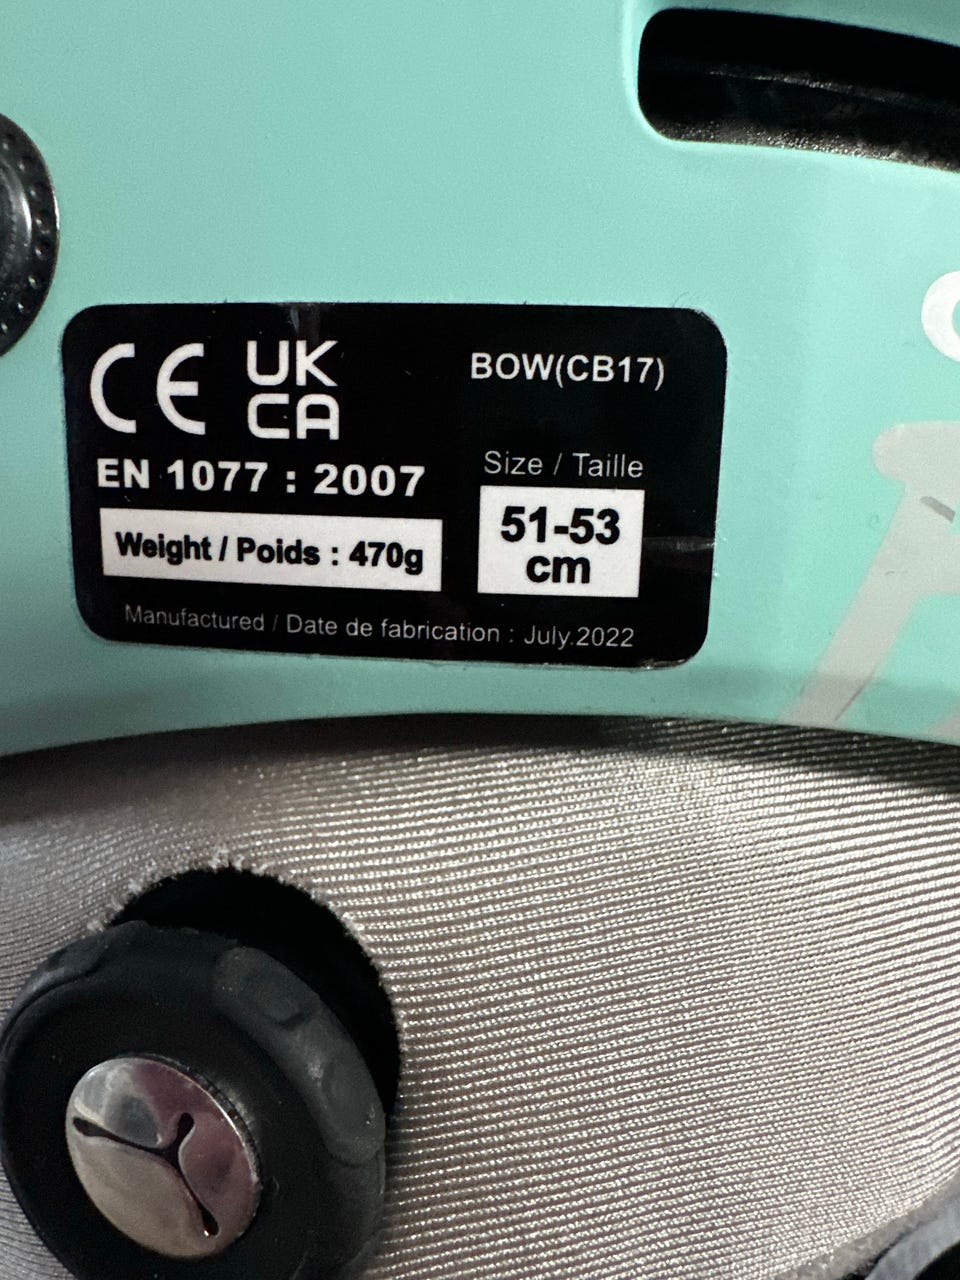 CE UK
CA
BOW(CB17)
EN 1077 : 2007
Size / Taille
51-53
cm
Weight / Poids : 470g
Manufactured / Date de fabrication : July.2022